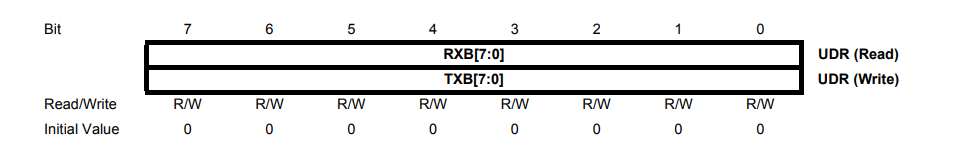 Bit 7 6 5 4 3 2 1 0
RXB[7:0] UDR (Read)
TXB[7:0] UDR (Write)
Read/Write R/W R/W R/W R/W R/W R/W R/W R/W
Initial Value 0 0 0 0 0 0 0 0